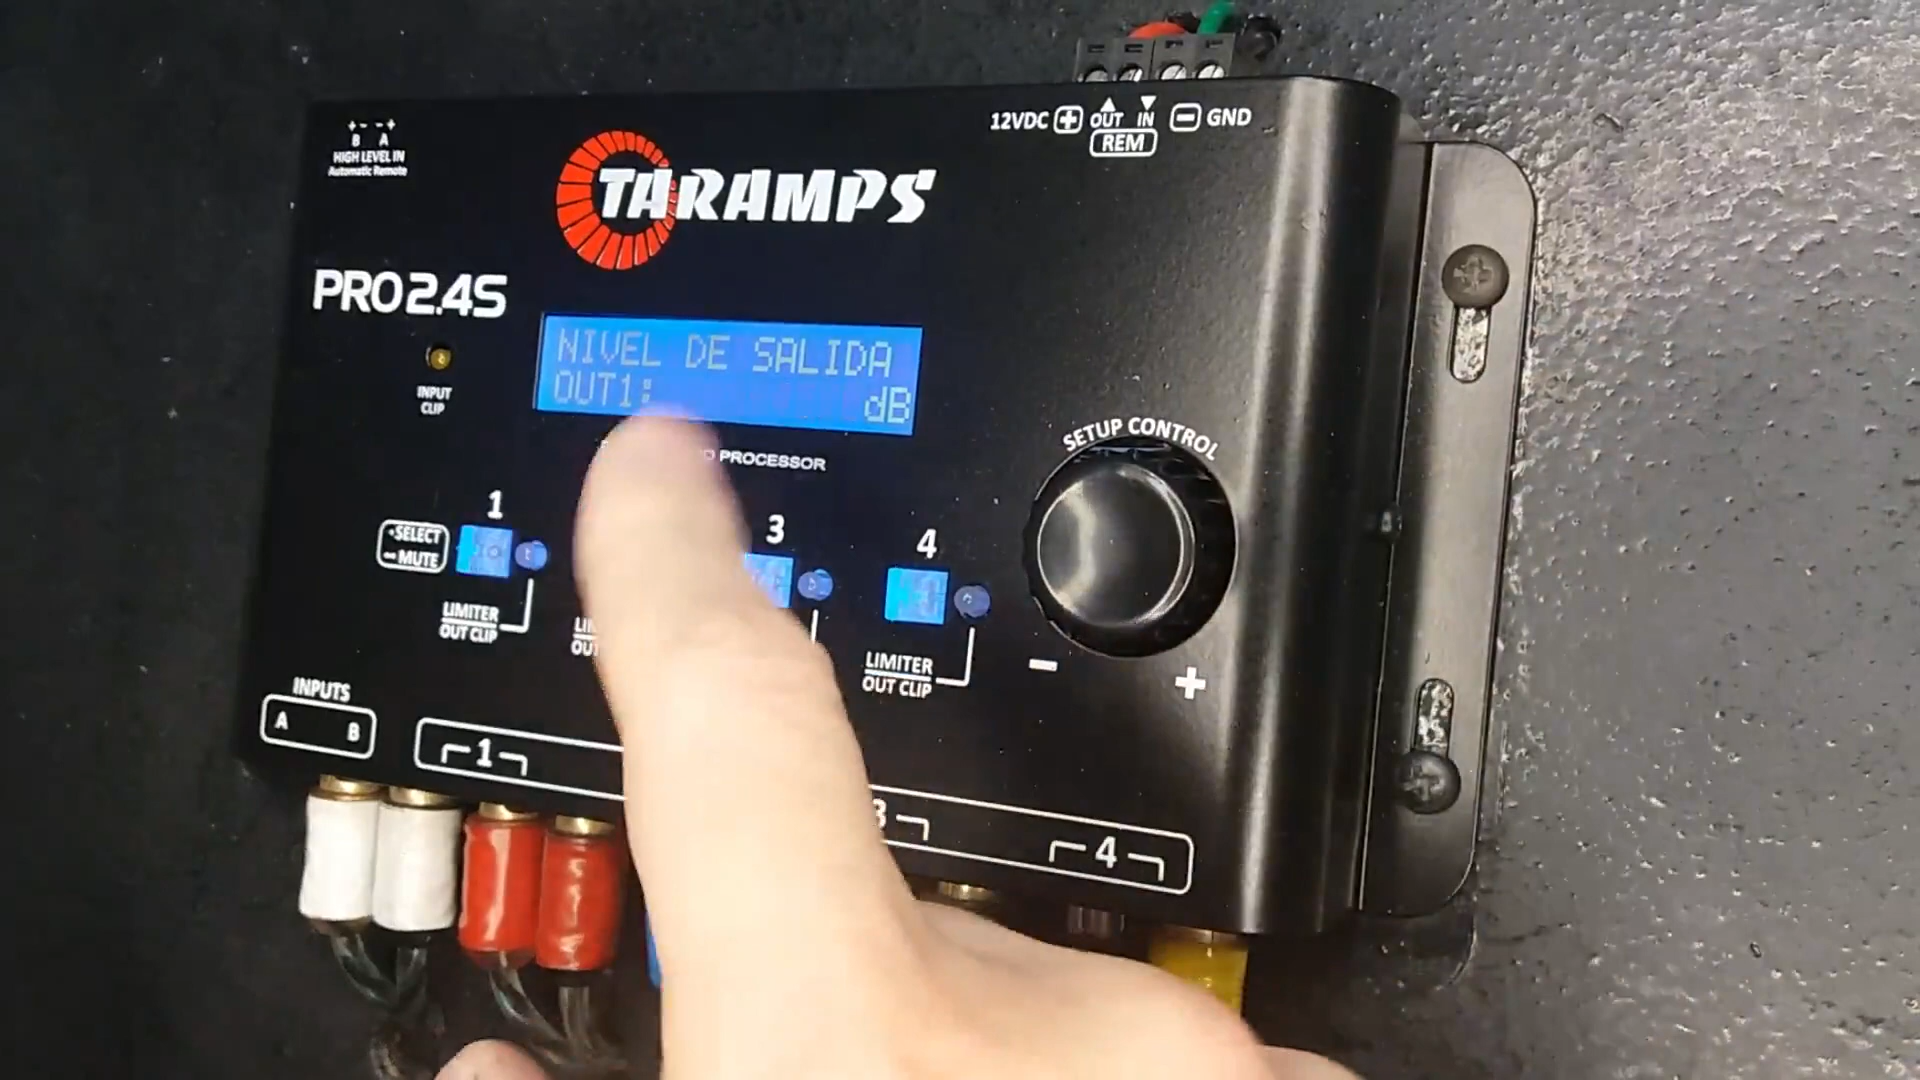 + - - +
B A
HIGH LEVEL IN
Automatic Remote
12VDC + OUT IN - GND
REM
TARAMPS
PRO2.4S
NIVEL DE SALIDA
OUT1: dB
INPUT
CLIP
PROCESSOR
SETUP CONTROL
- +
1 3 4
SELECT
MUTE
LIMITER
OUT CLIP
LIMITER
OUT CLIP
INPUTS
A B
1
3
4